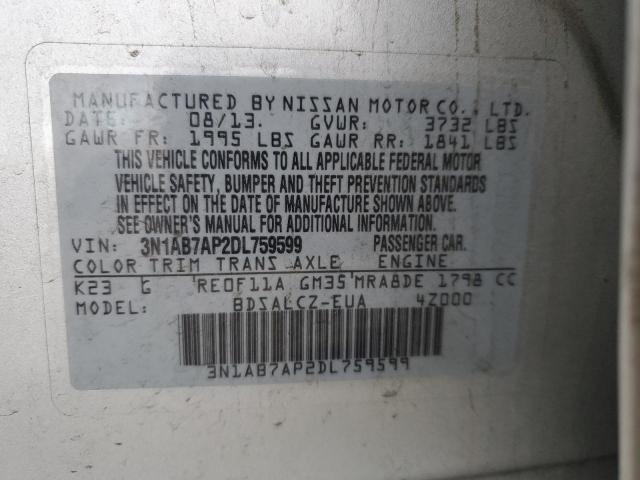 MANUFACTURED BY NISSAN MOTOR CO., LTD.
DATE: 08/13. GVWR: 3732 LBS
GAWR FR: 1995 LBS GAWR RR: 1841 LBS
THIS VEHICLE CONFORMS TO ALL APPLICABLE FEDERAL MOTOR
VEHICLE SAFETY, BUMPER AND THEFT PREVENTION STANDARDS
IN EFFECT ON THE DATE OF MANUFACTURE SHOWN ABOVE.
SEE OWNER'S MANUAL FOR ADDITIONAL INFORMATION.
VIN: 3N1AB7AP2DL759599 PASSENGER CAR.
COLOR TRIM TRANS AXLE ENGINE
K23 G RE0F11A GM35 MRA8DE 1798 CC
MODEL: BDSALCZ-EUA 4Z000
3N1AB7AP2DL759599